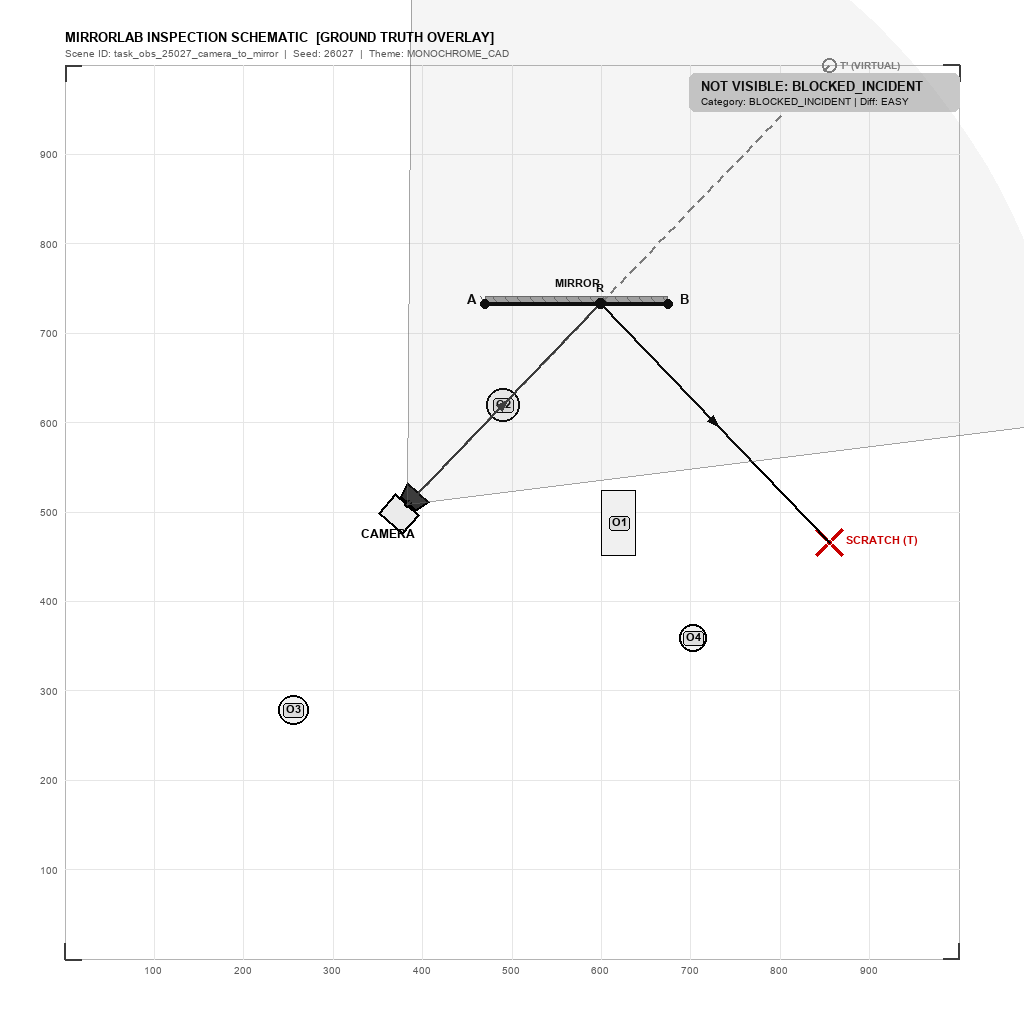 MIRRORLAB INSPECTION SCHEMATIC [GROUND TRUTH OVERLAY]
Scene ID: task_obs_25027_camera_to_mirror | Seed: 26027 | Theme: MONOCHROME_CAD
T' (VIRTUAL)
NOT VISIBLE: BLOCKED_INCIDENT
Category: BLOCKED_INCIDENT | Diff: EASY
900
800
MIRROR
R
A
B
700
O2
600
500
O1
CAMERA
SCRATCH (T)
400
O4
300
O3
200
100
100 200 300 400 500 600 700 800 900